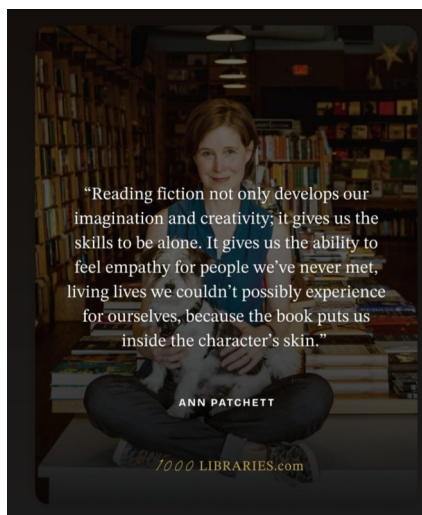 “Reading fiction not only develops our
imagination and creativity; it gives us the
skills to be alone. It gives us the ability to
feel empathy for people we’ve never met,
living lives we couldn’t possibly experience
for ourselves, because the book puts us
inside the character’s skin.”
ANN PATCHETT
1000 LIBRARIES.com